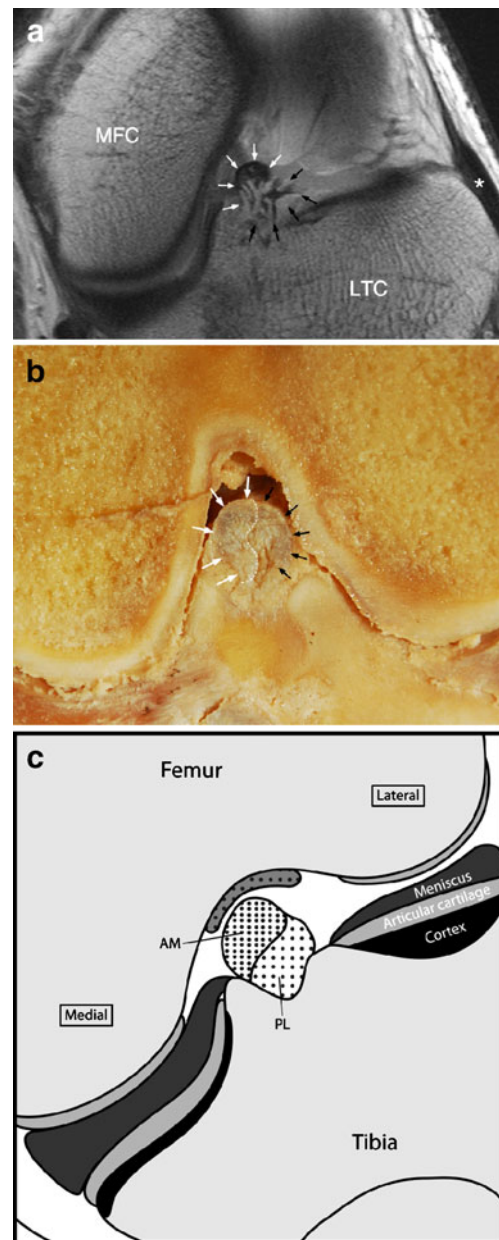 a
MFC
*
LTC
b
c
Femur
Lateral
Meniscus
Articular cartilage
Cortex
AM
PL
Medial
Tibia